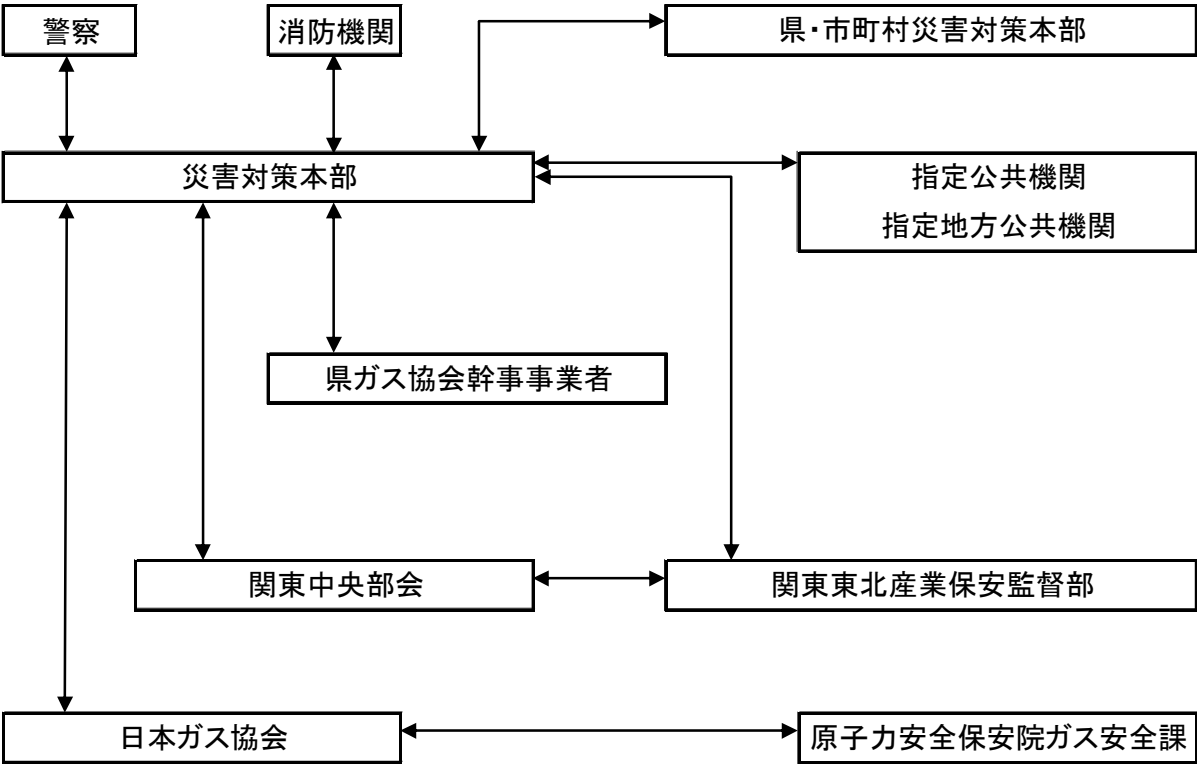 警察
消防機関
県・市町村災害対策本部
災害対策本部
指定公共機関
指定地方公共機関
県ガス協会幹事事業者
関東中央部会
関東東北産業保安監督部
日本ガス協会
原子力安全保安院ガス安全課